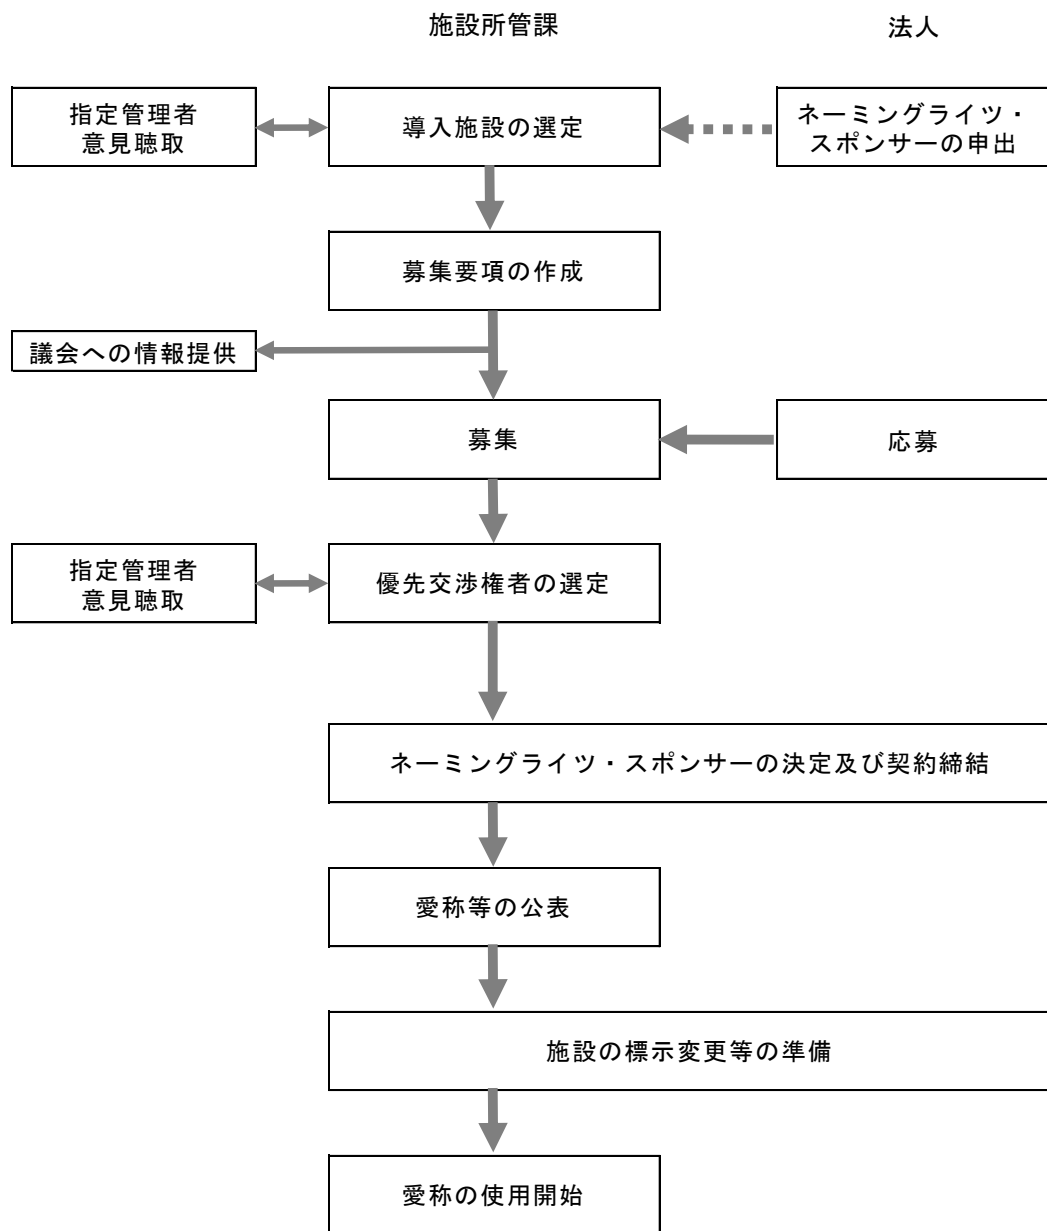 施設所管課
法人
指定管理者
意見聴取
導入施設の選定
ネーミングライツ・
スポンサーの申出
募集要項の作成
議会への情報提供
募集
応募
指定管理者
意見聴取
優先交渉権者の選定
ネーミングライツ・スポンサーの決定及び契約締結
愛称等の公表
施設の標示変更等の準備
愛称の使用開始